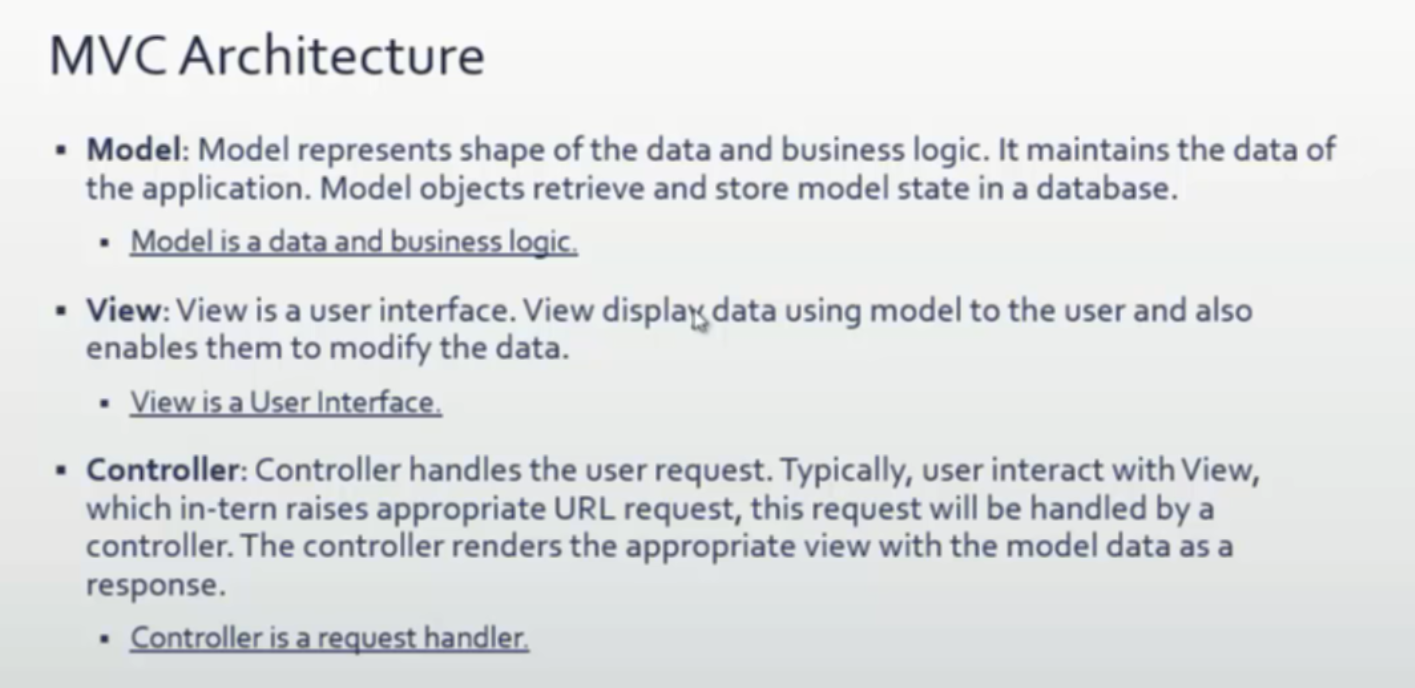 MVC Architecture
▪ Model: Model represents shape of the data and business logic. It maintains the data of
the application. Model objects retrieve and store model state in a database.
▪ Model is a data and business logic.
▪ View: View is a user interface. View display data using model to the user and also
enables them to modify the data.
▪ View is a User Interface.
▪ Controller: Controller handles the user request. Typically, user interact with View,
which in-tern raises appropriate URL request, this request will be handled by a
controller. The controller renders the appropriate view with the model data as a
response.
▪ Controller is a request handler.